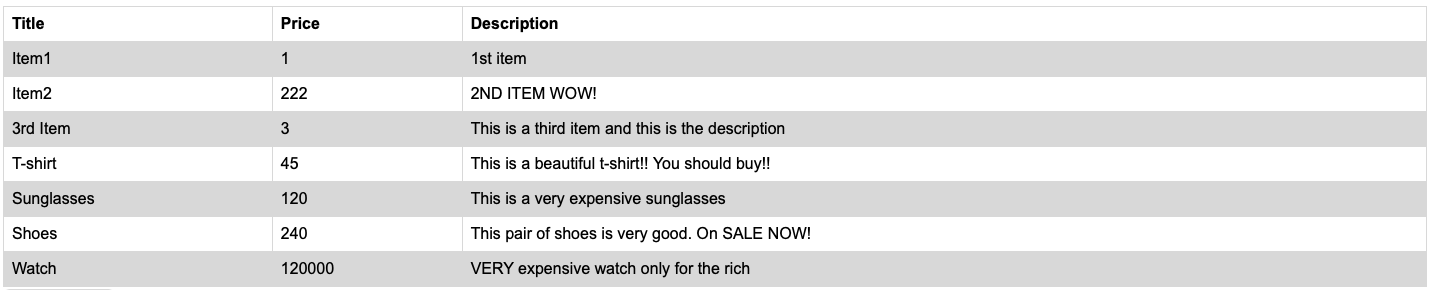 Title Price Description
Item1 1 1st item
Item2 222 2ND ITEM WOW!
3rd Item 3 This is a third item and this is the description
T-shirt 45 This is a beautiful t-shirt!! You should buy!!
Sunglasses 120 This is a very expensive sunglasses
Shoes 240 This pair of shoes is very good. On SALE NOW!
Watch 120000 VERY expensive watch only for the rich